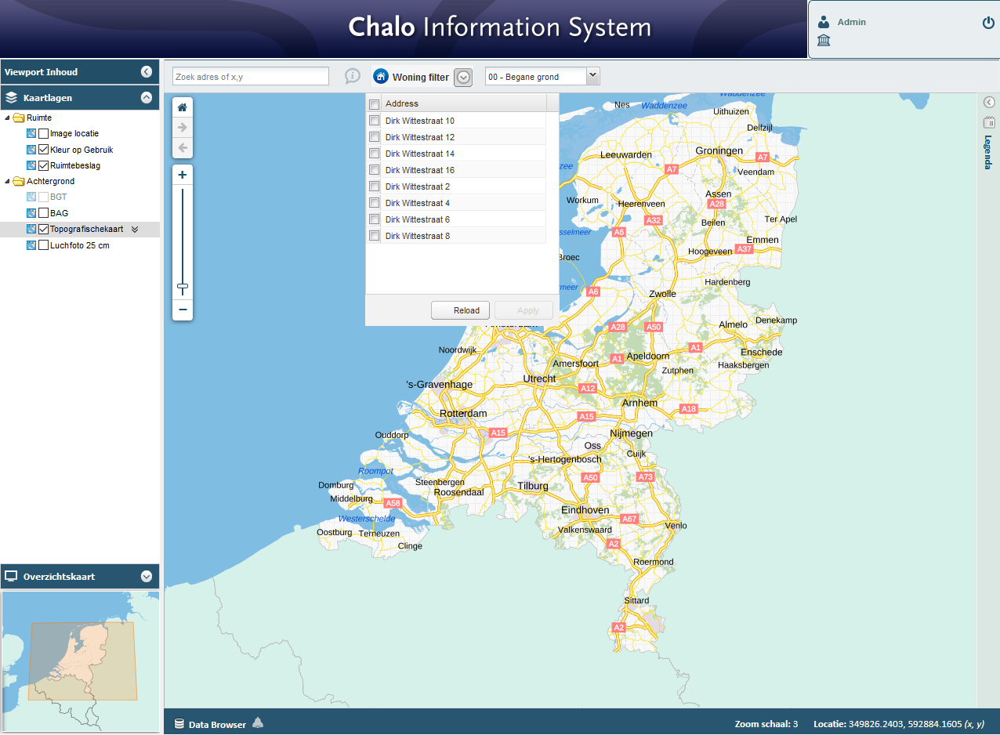 Chalo Information System
Admin
Viewport Inhoud
Kaartlagen
Ruimte
Image locatie
Kleur op Gebruik
Ruimtebeslag
Achtergrond
BGT
BAG
Topografischekaart
Luchfoto 25 cm
Overzichtskaart
Zoek adres of x,y
Woning filter
00 - Begane grond
Address
Dirk Wittestraat 10
Dirk Wittestraat 12
Dirk Wittestraat 14
Dirk Wittestraat 16
Dirk Wittestraat 2
Dirk Wittestraat 4
Dirk Wittestraat 6
Dirk Wittestraat 8
Reload
Apply
Legenda
Waddenzee
Nes
Waddenzee
Uithuizen
Delfzijl
Leeuwarden
Groningen
A7
zee
A7
Veendam
Workum
Heerenveen
Assen
A28
Ter Apel
A32
Beilen
sselmeer
A6
Emmen
Hoogeveen
A37
Broec
Hardenberg
meer
A6
Zwolle
Amsterdam
A28
A50
Almelo
Denekamp
Noordwijk
A1
Enschede
Amersfoort
A1
Apeldoorn
Haaksbergen
Zutphen
Utrecht
's-Gravenhage
A12
Arnhem
A18
Rotterdam
A15
A15
Nijmegen
Ouddorp
Oss
Cuijk
's-Hertogenbosch
Roompot
A50
A73
Domburg
Steenbergen
Tilburg
Roosendaal
Middelburg
A58
Eindhoven
Westerschelde
A67
Venlo
Oostburg
Terneuzen
Valkenswaard
Clinge
A2
Roermond
Sittard
A2
Data Browser
Zoom schaal: 3
Locatie: 349826.2403, 592884.1605 (x, y)